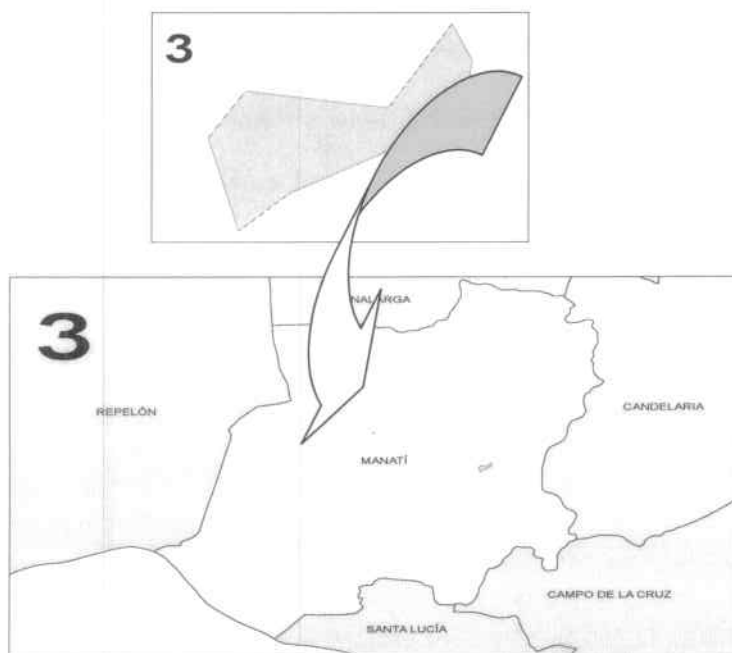 3
3
NALARGA
REPELÓN
CANDELARIA
MANATÍ
CAMPO DE LA CRUZ
SANTA LUCÍA